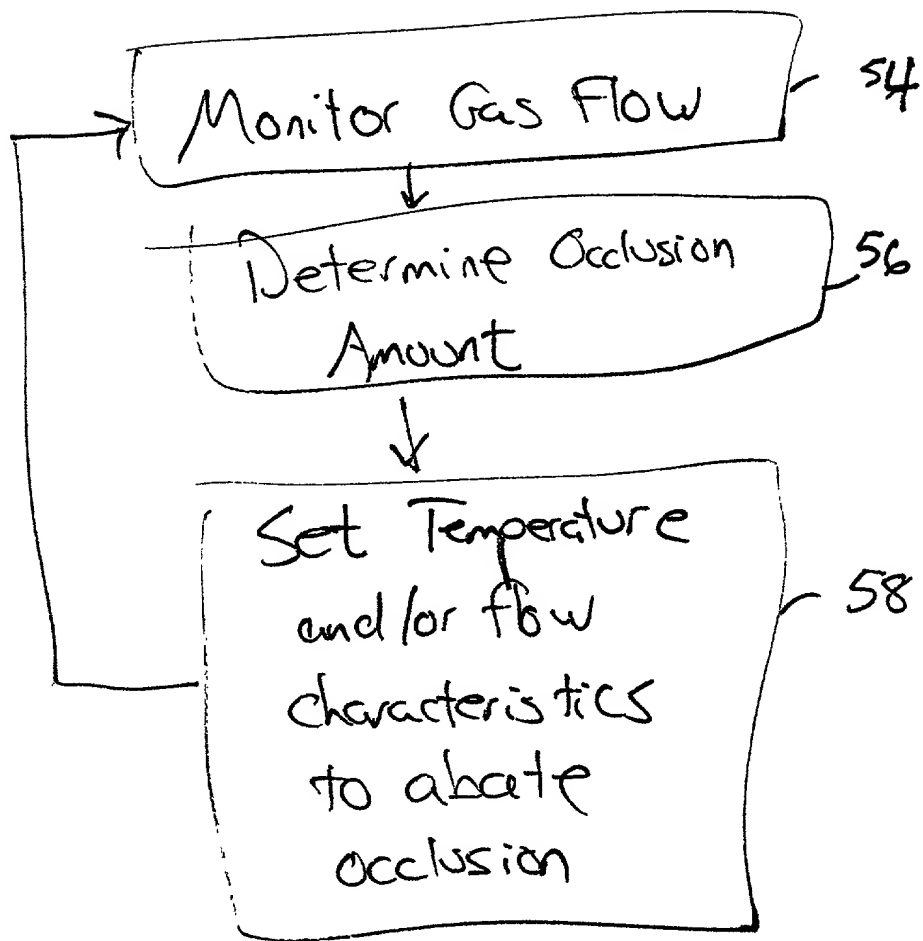 Monitor Gas Flow
54
Determine Occlusion
56
Amount
Set Temperature
and/or flow
58
characteristics
to abate
occlusion